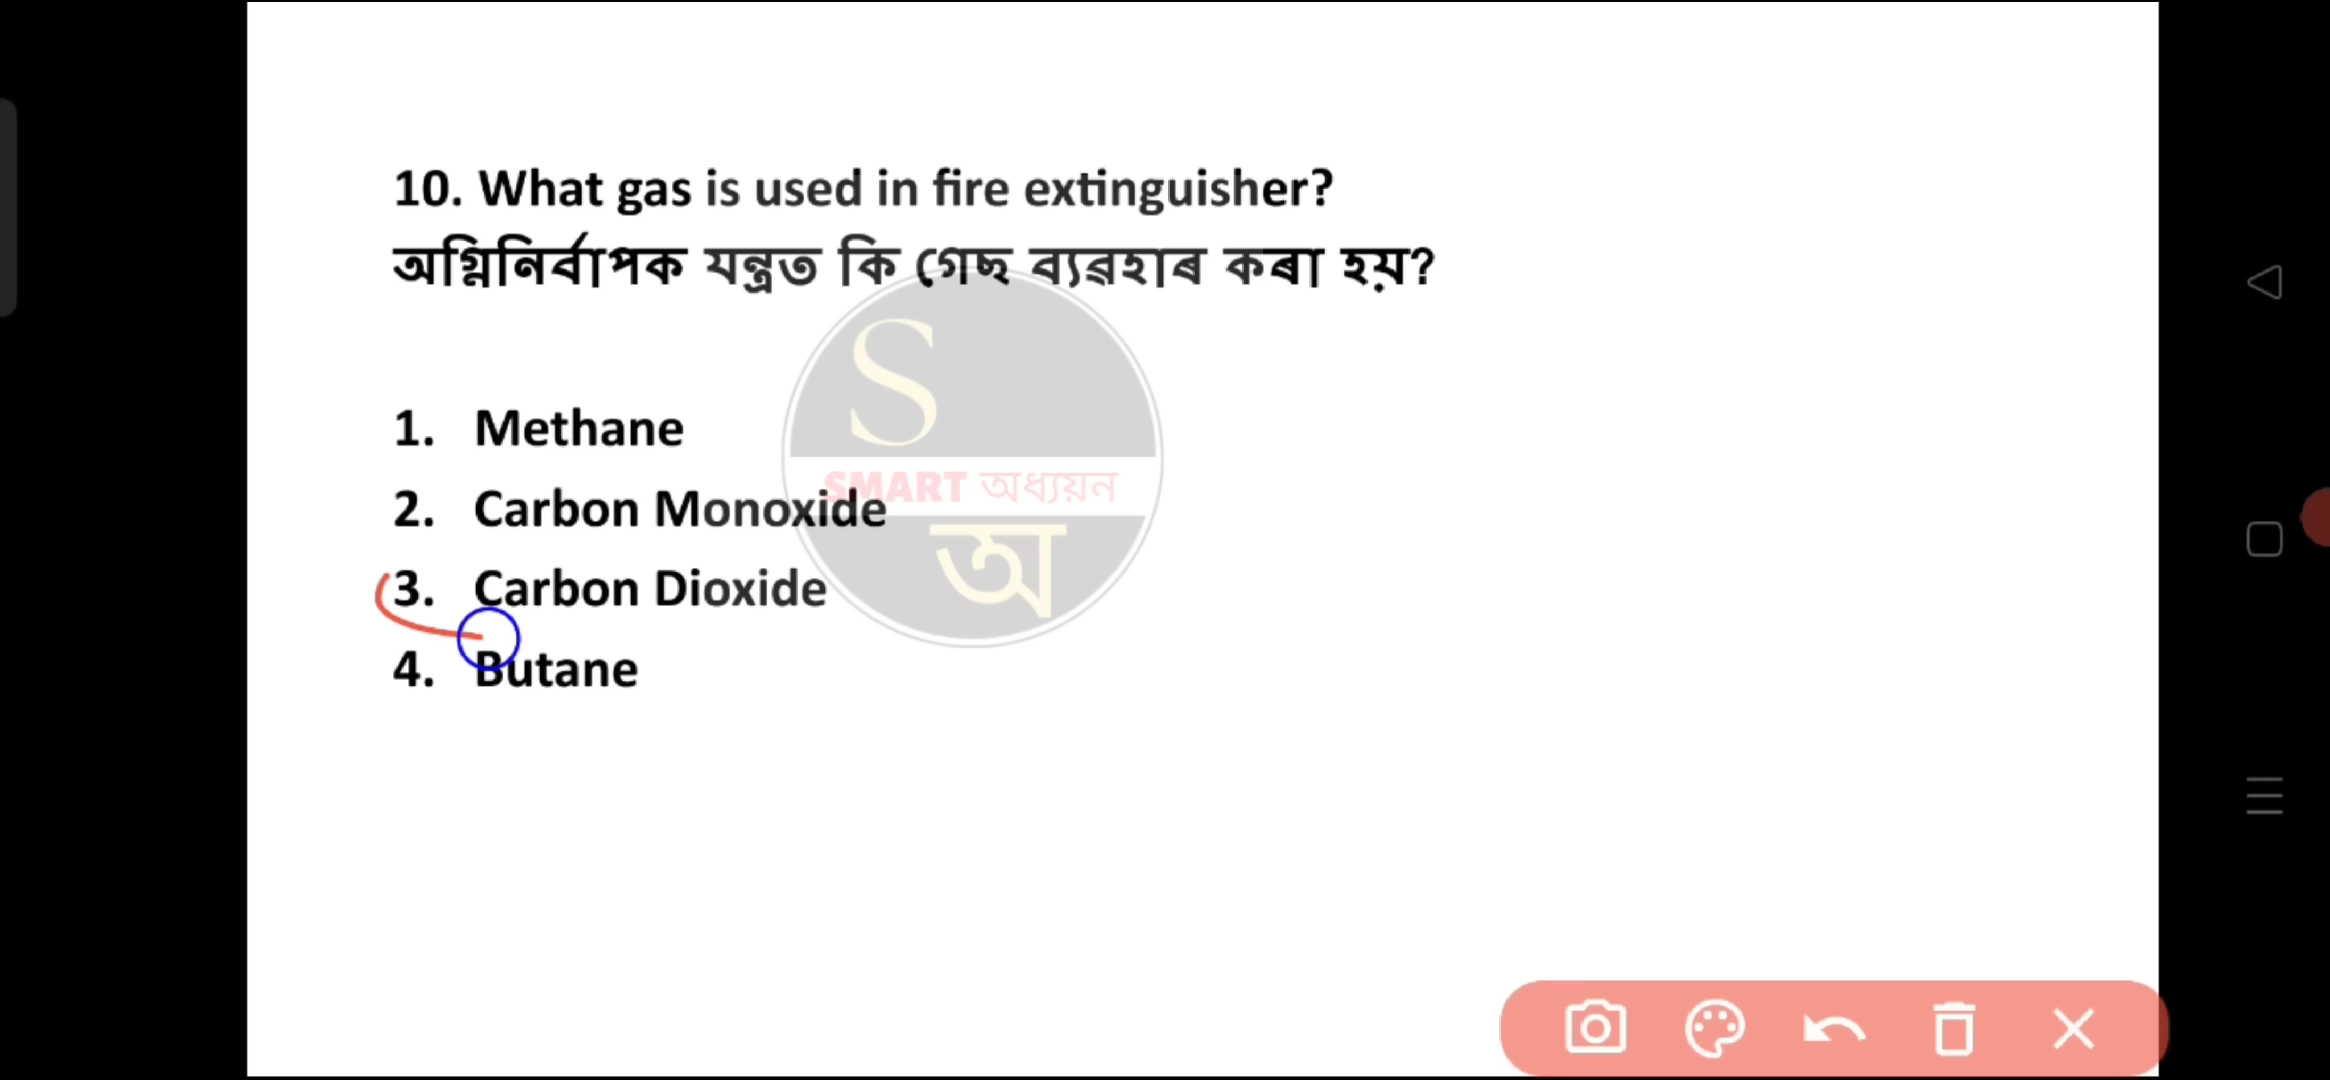 10. What gas is used in fire extinguisher?
অগ্নিনিৰ্বাপক যন্ত্ৰত কি গেছ ব্যৱহাৰ কৰা হয়?
1. Methane
S
SMART অধ্যয়ন
2. Carbon Monoxide
অ
3. Carbon Dioxide
4. Butane